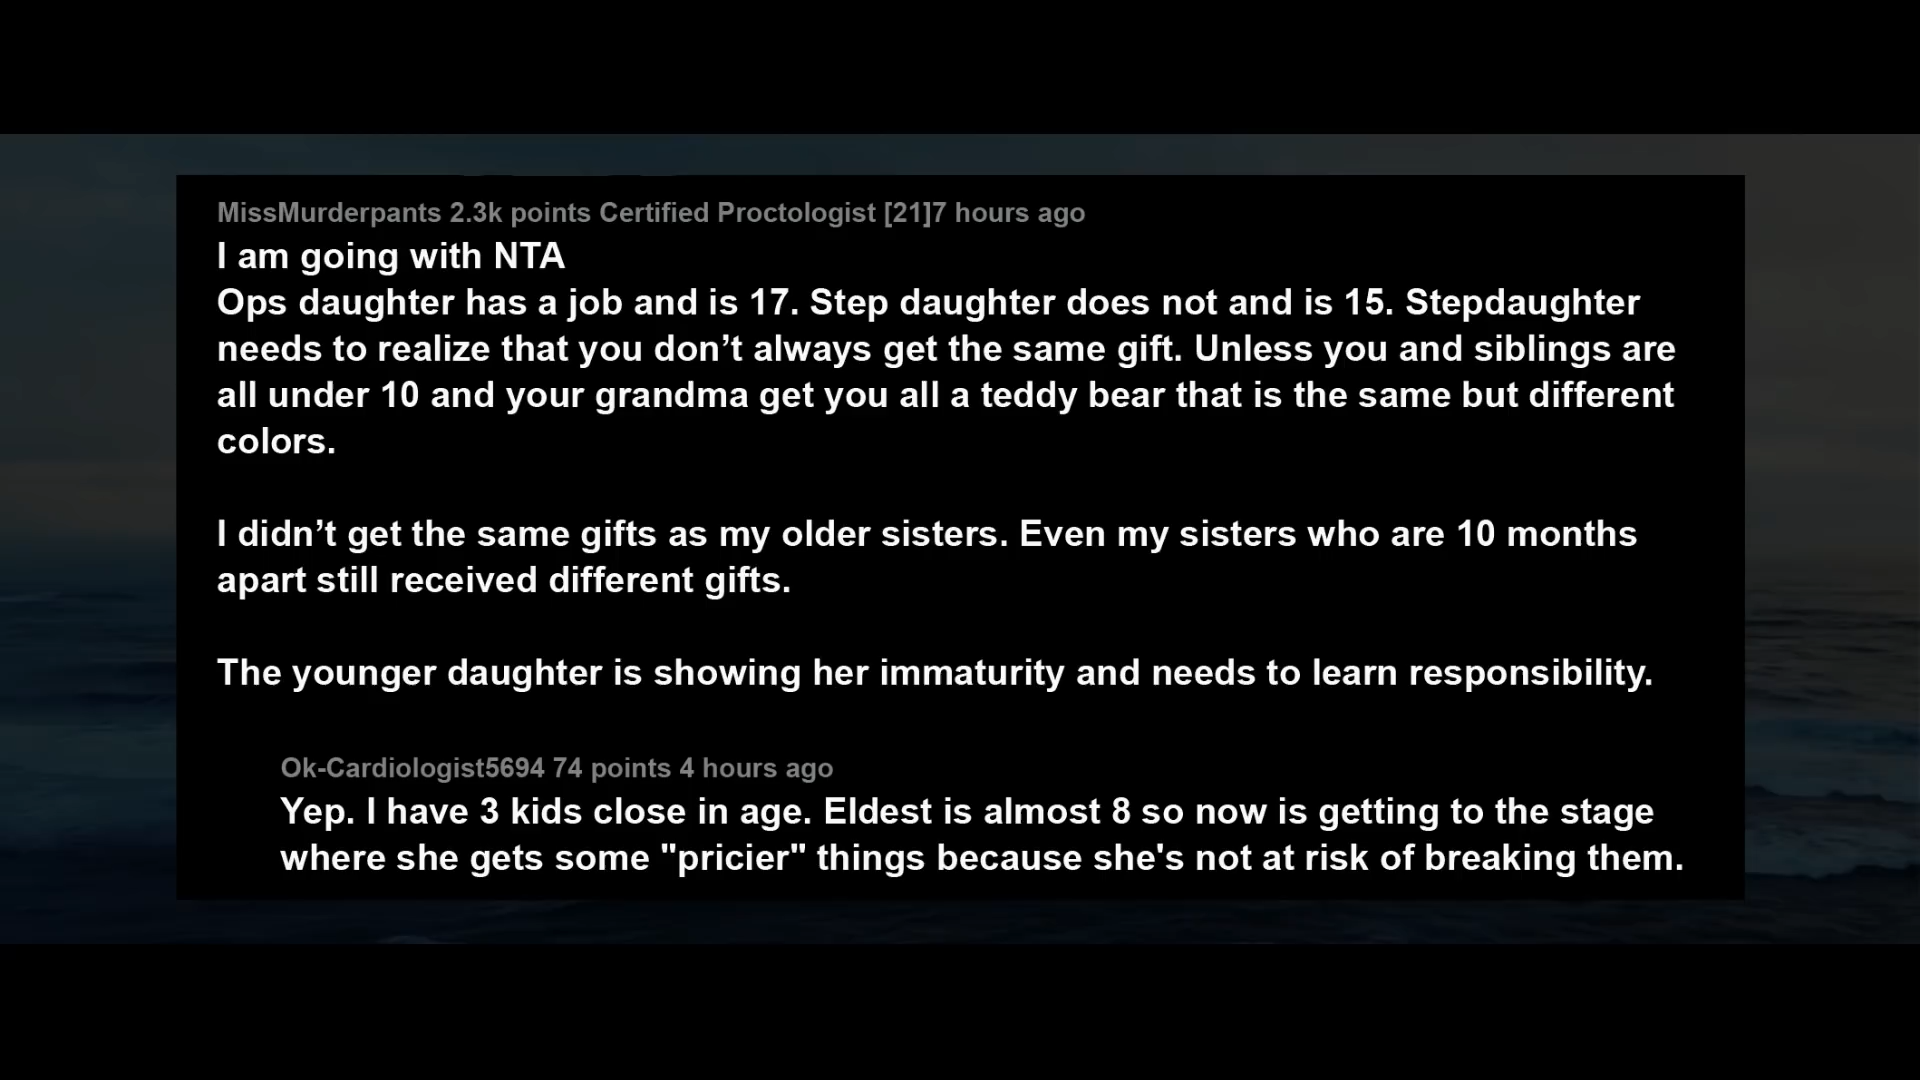 MissMurderpants 2.3k points Certified Proctologist [21]7 hours ago
I am going with NTA
Ops daughter has a job and is 17. Step daughter does not and is 15. Stepdaughter
needs to realize that you don’t always get the same gift. Unless you and siblings are
all under 10 and your grandma get you all a teddy bear that is the same but different
colors.
I didn’t get the same gifts as my older sisters. Even my sisters who are 10 months
apart still received different gifts.
The younger daughter is showing her immaturity and needs to learn responsibility.
Ok-Cardiologist5694 74 points 4 hours ago
Yep. I have 3 kids close in age. Eldest is almost 8 so now is getting to the stage
where she gets some "pricier" things because she's not at risk of breaking them.